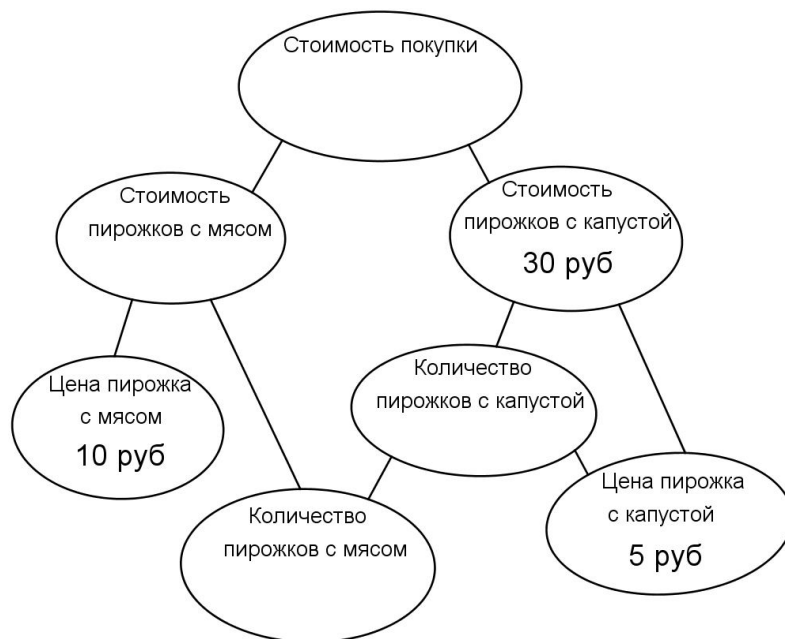 Стоимость покупки
Стоимость
пирожков с мясом
Стоимость
пирожков с капустой
30 руб
Цена пирожка
с мясом
10 руб
Количество
пирожков с капустой
Количество
пирожков с мясом
Цена пирожка
с капустой
5 руб